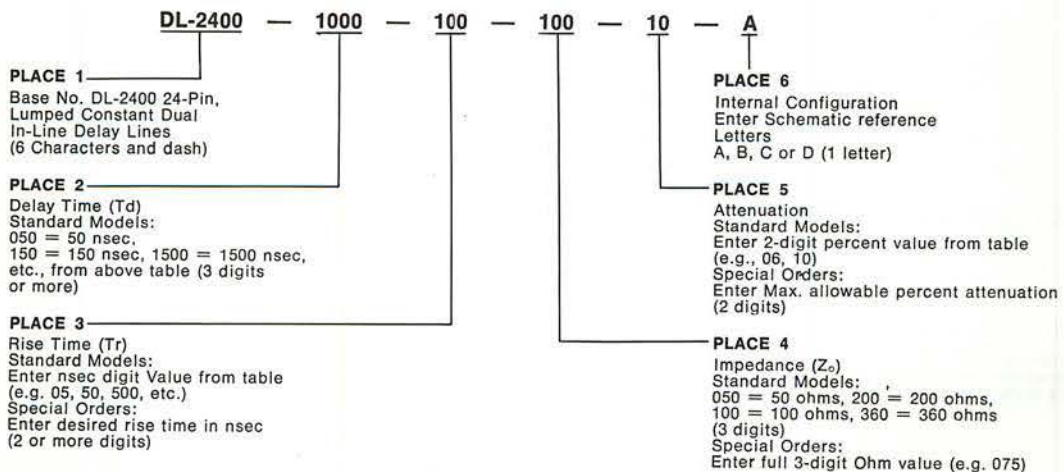 DL-2400 — 1000 — 100 — 100 — 10 — A
PLACE 1
Base No. DL-2400 24-Pin,
Lumped Constant Dual
In-Line Delay Lines
(6 Characters and dash)
PLACE 2
Delay Time (Td)
Standard Models:
050 = 50 nsec,
150 = 150 nsec, 1500 = 1500 nsec,
etc., from above table (3 digits
or more)
PLACE 3
Rise Time (Tr)
Standard Models:
Enter nsec digit Value from table
(e.g. 05, 50, 500, etc.)
Special Orders:
Enter desired rise time in nsec
(2 or more digits)
PLACE 6
Internal Configuration
Enter Schematic reference
Letters
A, B, C or D (1 letter)
PLACE 5
Attenuation
Standard Models:
Enter 2-digit percent value from table
(e.g., 06, 10)
Special Orders:
Enter Max. allowable percent attenuation
(2 digits)
PLACE 4
Impedance (Zₒ)
Standard Models:
050 = 50 ohms, 200 = 200 ohms,
100 = 100 ohms, 360 = 360 ohms
(3 digits)
Special Orders:
Enter full 3-digit Ohm value (e.g. 075)